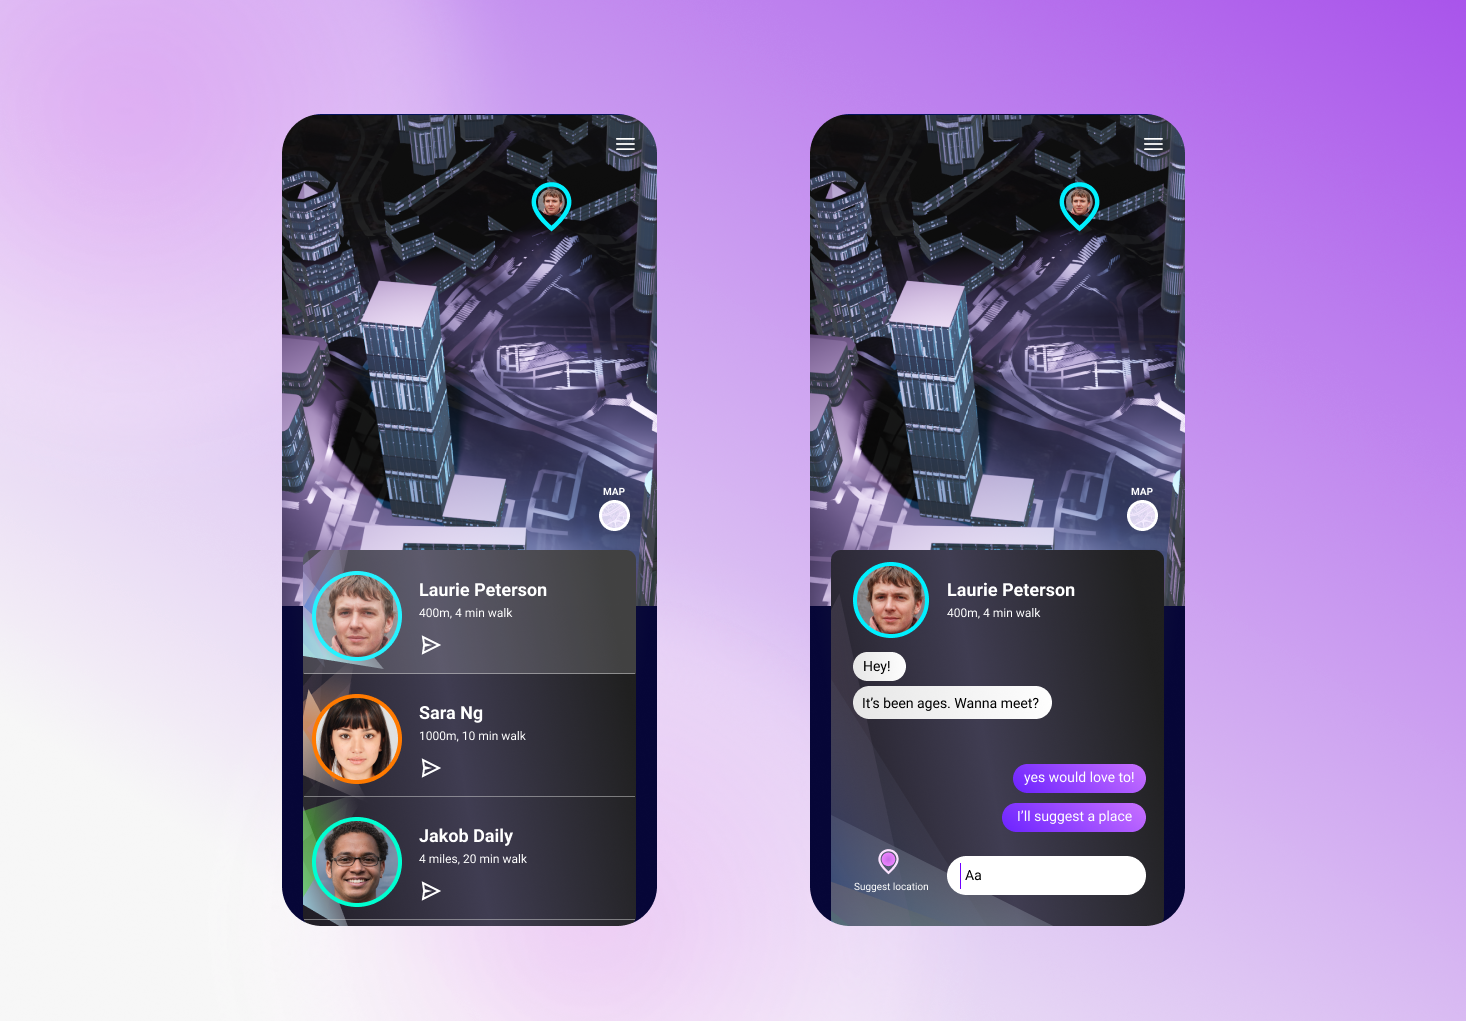 MAP
Laurie Peterson
400m, 4 min walk
Sara Ng
1000m, 10 min walk
Jakob Daily
4 miles, 20 min walk
MAP
Laurie Peterson
400m, 4 min walk
Hey!
It’s been ages. Wanna meet?
yes would love to!
I’ll suggest a place
Suggest location
Aa